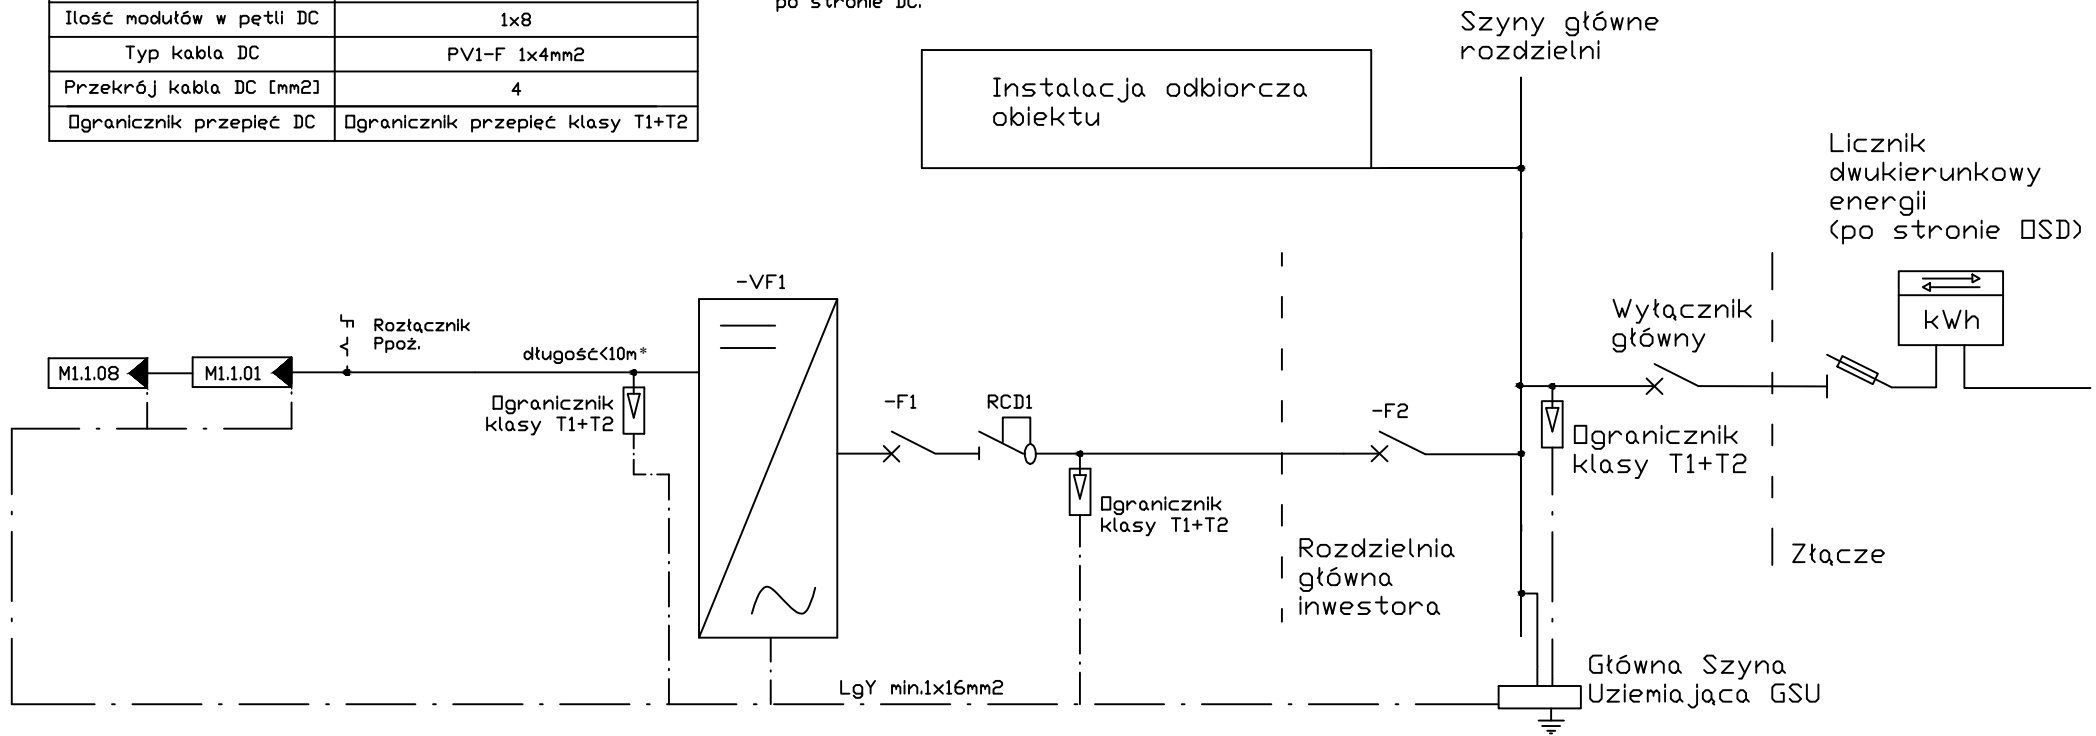 Ilość modułów w pętli DC 1x8
Typ kabla DC PV1-F 1x4mm2
Przekrój kabla DC [mm2] 4
Ogranicznik przepięć DC Ogranicznik przepięć klasy T1+T2
po stronie DC.
Szyny główne
rozdzielni
Instalacja odbiorcza
obiektu
Licznik
dwukierunkowy
energii
(po stronie OSD)
kWh
Wyłącznik
główny
-VF1
Rozłącznik
Ppoż.
długość<10m*
M1.1.08
M1.1.01
Ogranicznik
klasy T1+T2
-F1
RCD1
-F2
Ogranicznik
klasy T1+T2
Ogranicznik
klasy T1+T2
Rozdzielnia
główna
inwestora
Złącze
Główna Szyna
Uziemiająca GSU
LgY min.1x16mm2